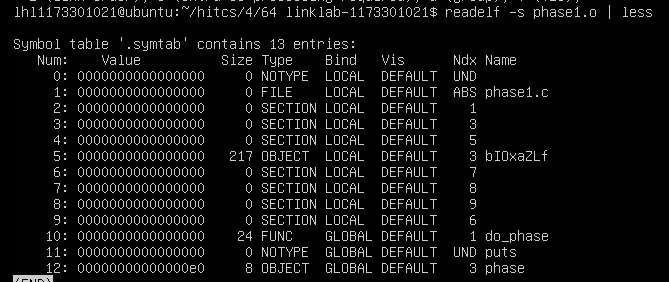 lhl1173301021@ubuntu:~/hitcs/4/64 linklab-1173301021$ readelf -s phase1.o | less
Symbol table '.symtab' contains 13 entries:
Num: Value Size Type Bind Vis Ndx Name
0: 0000000000000000 0 NOTYPE LOCAL DEFAULT UND
1: 0000000000000000 0 FILE LOCAL DEFAULT ABS phase1.c
2: 0000000000000000 0 SECTION LOCAL DEFAULT 1
3: 0000000000000000 0 SECTION LOCAL DEFAULT 3
4: 0000000000000000 0 SECTION LOCAL DEFAULT 5
5: 0000000000000000 217 OBJECT LOCAL DEFAULT 3 bIOxaZLf
6: 0000000000000000 0 SECTION LOCAL DEFAULT 7
7: 0000000000000000 0 SECTION LOCAL DEFAULT 8
8: 0000000000000000 0 SECTION LOCAL DEFAULT 9
9: 0000000000000000 0 SECTION LOCAL DEFAULT 6
10: 0000000000000000 24 FUNC GLOBAL DEFAULT 1 do_phase
11: 0000000000000000 0 NOTYPE GLOBAL DEFAULT UND puts
12: 00000000000000e0 8 OBJECT GLOBAL DEFAULT 3 phase
(END)